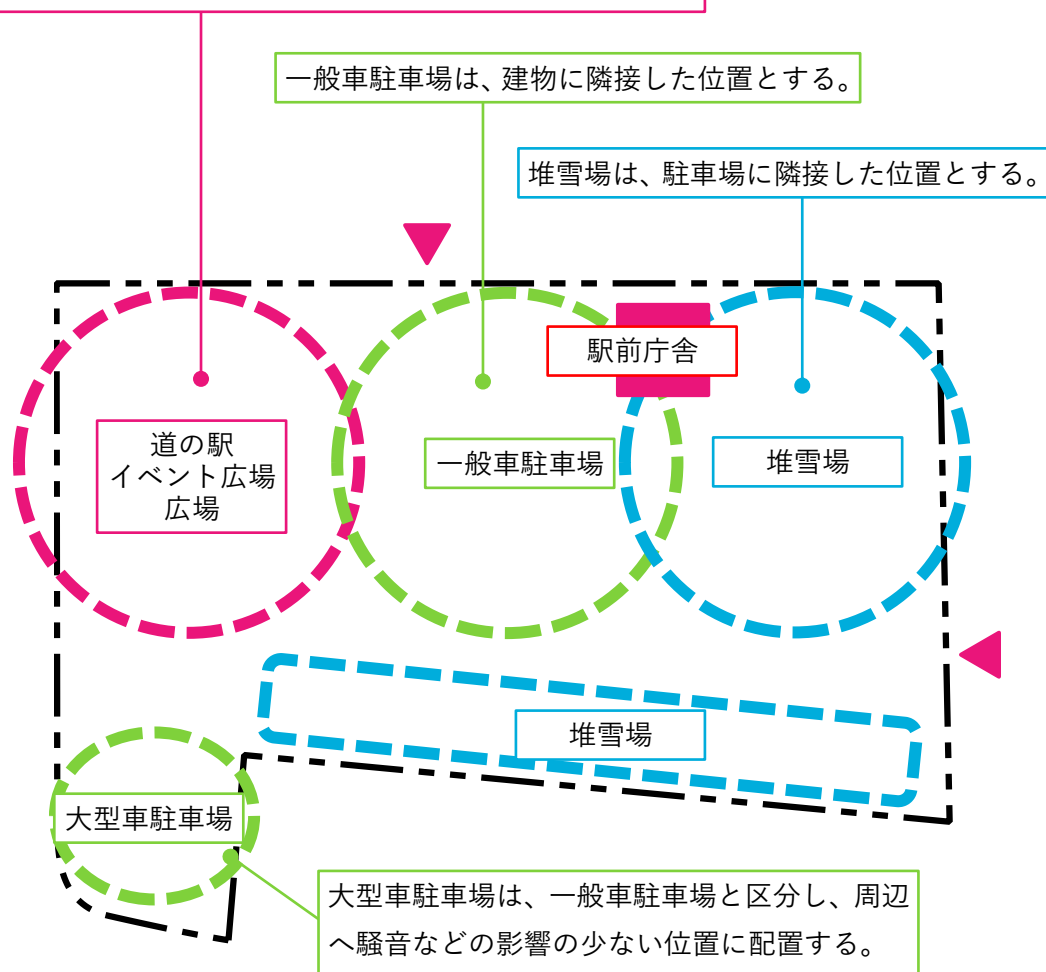 一般車駐車場は、建物に隣接した位置とする。
堆雪場は、駐車場に隣接した位置とする。
駅前庁舎
道の駅
イベント広場
広場
一般車駐車場
堆雪場
堆雪場
大型車駐車場
大型車駐車場は、一般車駐車場と区分し、周辺
へ騒音などの影響の少ない位置に配置する。